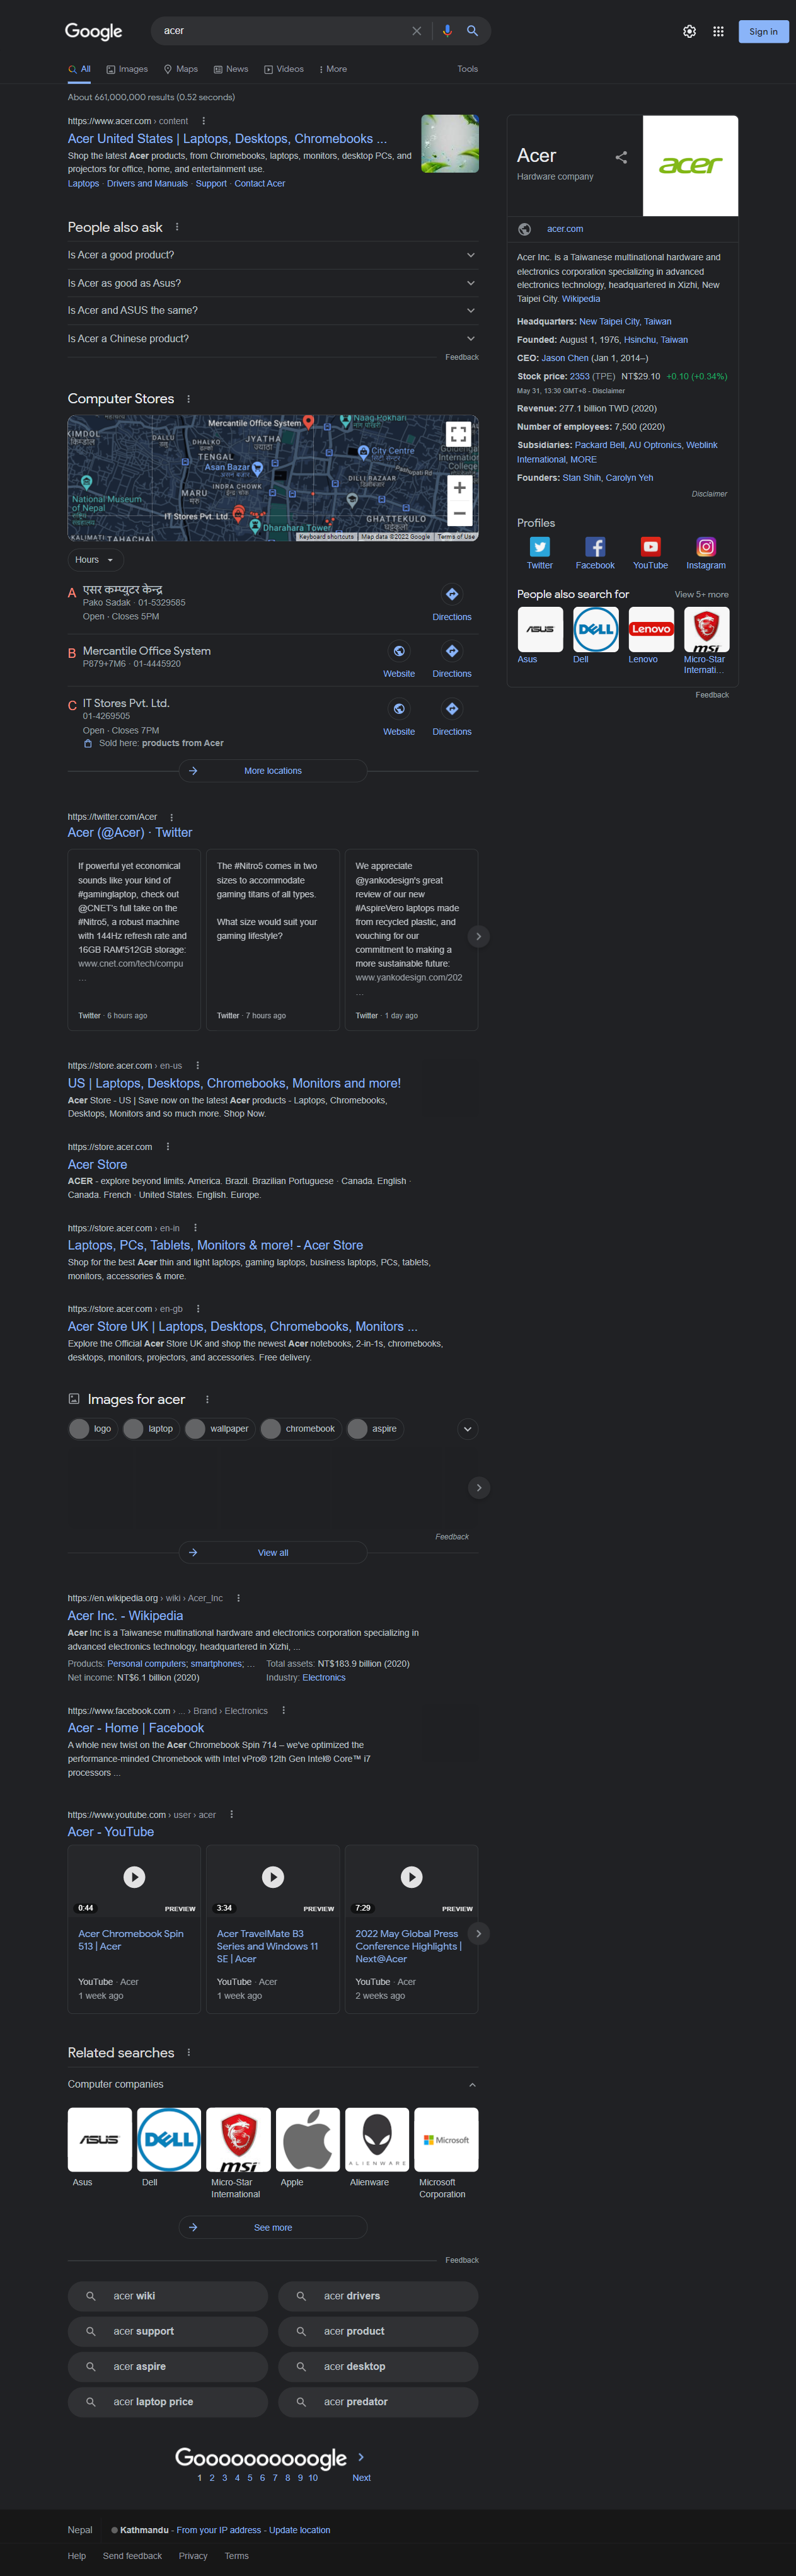 Google
acer
Sign in
All Images Maps News Videos More Tools
About 661,000,000 results (0.52 seconds)
https://www.acer.com › content
Acer United States | Laptops, Desktops, Chromebooks ...
Shop the latest Acer products, from Chromebooks, laptops, monitors, desktop PCs, and
projectors for office, home, and entertainment use.
Laptops · Drivers and Manuals · Support · Contact Acer
People also ask
Is Acer a good product?
Is Acer as good as Asus?
Is Acer and ASUS the same?
Is Acer a Chinese product?
Feedback
Computer Stores
Mercantile Office System
Naag Pokhari
KIMDOL
DALLU
DHALKO
JYATHA
TENGAL
City Centre
Asan Bazar
INDRA CHOWK
DILLI BAZAAR
MARU
National Museum
of Nepal
IT Stores Pvt. Ltd.
GHATTEKULO
Dharahara Tower
TAHACHAL
Keyboard shortcuts Map data ©2022 Google Terms of Use
Hours
A एसर कम्प्युटर केन्द्र
Pako Sadak · 01-5329585
Open · Closes 5PM
Directions
B Mercantile Office System
P879+7M6 · 01-4445920
Website Directions
C IT Stores Pvt. Ltd.
01-4269505
Open · Closes 7PM
Sold here: products from Acer
Website Directions
More locations
https://twitter.com/Acer
Acer (@Acer) · Twitter
If powerful yet economical
sounds like your kind of
#gaminglaptop, check out
@CNET's full take on the
#Nitro5, a robust machine
with 144Hz refresh rate and
16GB RAM'512GB storage:
www.cnet.com/tech/compu
...
Twitter · 6 hours ago
The #Nitro5 comes in two
sizes to accommodate
gaming titans of all types.
What size would suit your
gaming lifestyle?
Twitter · 7 hours ago
We appreciate
@yankodesign's great
review of our new
#AspireVero laptops made
from recycled plastic, and
vouching for our
commitment to making a
more sustainable future:
www.yankodesign.com/202
...
Twitter · 1 day ago
https://store.acer.com › en-us
US | Laptops, Desktops, Chromebooks, Monitors and more!
Acer Store - US | Save now on the latest Acer products - Laptops, Chromebooks,
Desktops, Monitors and so much more. Shop Now.
https://store.acer.com
Acer Store
ACER - explore beyond limits. America. Brazil. Brazilian Portuguese · Canada. English ·
Canada. French · United States. English. Europe.
https://store.acer.com › en-in
Laptops, PCs, Tablets, Monitors & more! - Acer Store
Shop for the best Acer thin and light laptops, gaming laptops, business laptops, PCs, tablets,
monitors, accessories & more.
https://store.acer.com › en-gb
Acer Store UK | Laptops, Desktops, Chromebooks, Monitors ...
Explore the Official Acer Store UK and shop the newest Acer notebooks, 2-in-1s, chromebooks,
desktops, monitors, projectors, and accessories. Free delivery.
Images for acer
logo laptop wallpaper chromebook aspire
Feedback
View all
https://en.wikipedia.org › wiki › Acer_Inc
Acer Inc. - Wikipedia
Acer Inc is a Taiwanese multinational hardware and electronics corporation specializing in
advanced electronics technology, headquartered in Xizhi, ...
Products: Personal computers; smartphones; ... Total assets: NT$183.9 billion (2020)
Net income: NT$6.1 billion (2020) Industry: Electronics
https://www.facebook.com › ... › Brand › Electronics
Acer - Home | Facebook
A whole new twist on the Acer Chromebook Spin 714 – we've optimized the
performance-minded Chromebook with Intel vPro® 12th Gen Intel® Core™ i7
processors ...
https://www.youtube.com › user › acer
Acer - YouTube
0:44 PREVIEW
Acer Chromebook Spin
513 | Acer
YouTube · Acer
1 week ago
3:34 PREVIEW
Acer TravelMate B3
Series and Windows 11
SE | Acer
YouTube · Acer
1 week ago
7:29 PREVIEW
2022 May Global Press
Conference Highlights |
Next@Acer
YouTube · Acer
2 weeks ago
Related searches
Computer companies
ASUS DELL msi ALIENWARE Microsoft
Asus
Dell
Micro-Star
International
Apple
Alienware
Microsoft
Corporation
See more
Feedback
acer wiki
acer drivers
acer support
acer product
acer aspire
acer desktop
acer laptop price
acer predator
Goooooooooogle
1 2 3 4 5 6 7 8 9 10 Next
Nepal Kathmandu - From your IP address - Update location
Help Send feedback Privacy Terms
Acer
Hardware company
acer
acer.com
Acer Inc. is a Taiwanese multinational hardware and
electronics corporation specializing in advanced
electronics technology, headquartered in Xizhi, New
Taipei City. Wikipedia
Headquarters: New Taipei City, Taiwan
Founded: August 1, 1976, Hsinchu, Taiwan
CEO: Jason Chen (Jan 1, 2014–)
Stock price: 2353 (TPE) NT$29.10 +0.10 (+0.34%)
May 31, 13:30 GMT+8 - Disclaimer
Revenue: 277.1 billion TWD (2020)
Number of employees: 7,500 (2020)
Subsidiaries: Packard Bell, AU Optronics, Weblink
International, MORE
Founders: Stan Shih, Carolyn Yeh
Disclaimer
Profiles
Twitter Facebook YouTube Instagram
People also search for View 5+ more
ASUS DELL Lenovo msi
Asus
Dell
Lenovo
Micro-Star
Internati...
Feedback